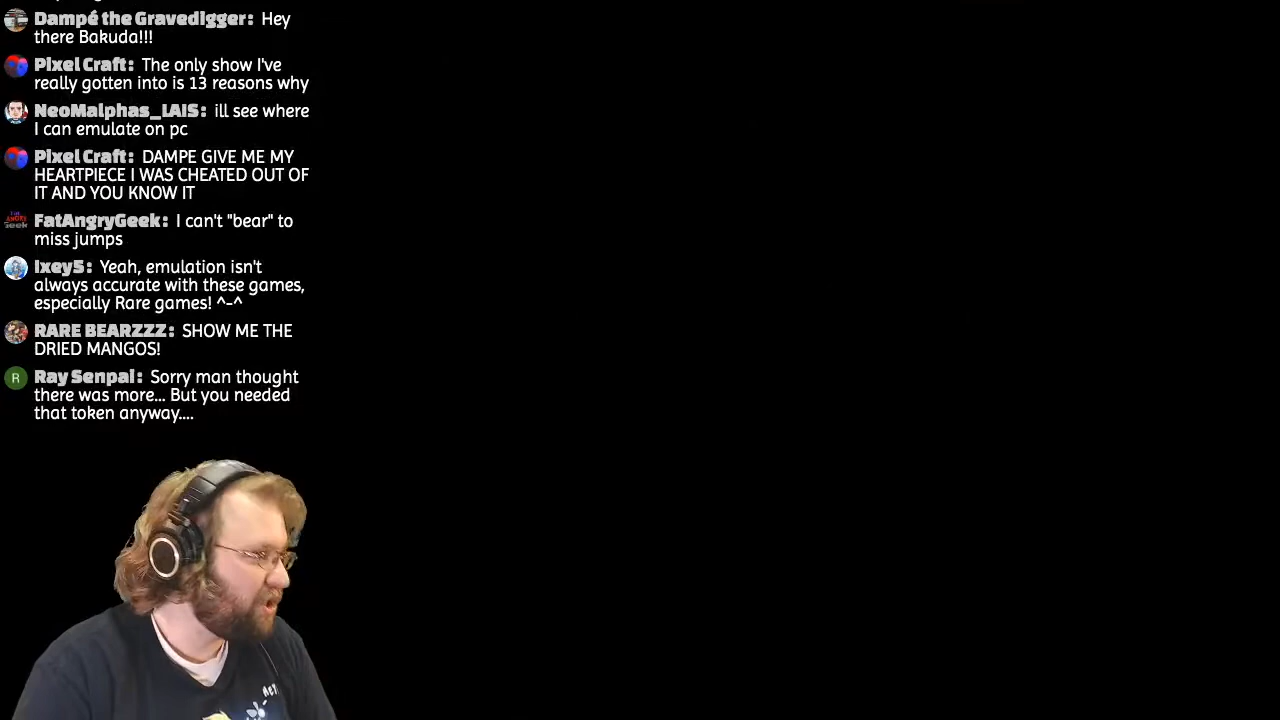 Dampé the Gravedigger: Hey
there Bakuda!!!
Pixel Craft: The only show I've
really gotten into is 13 reasons why
NeoMalphas_LAIS: ill see where
I can emulate on pc
Pixel Craft: DAMPE GIVE ME MY
HEARTPIECE I WAS CHEATED OUT OF
IT AND YOU KNOW IT
FatAngryGeek: I can't "bear" to
miss jumps
Ixey5: Yeah, emulation isn't
always accurate with these games,
especially Rare games! ^-^
RARE BEARZZZ: SHOW ME THE
DRIED MANGOS!
R
Ray Senpai: Sorry man thought
there was more... But you needed
that token anyway....